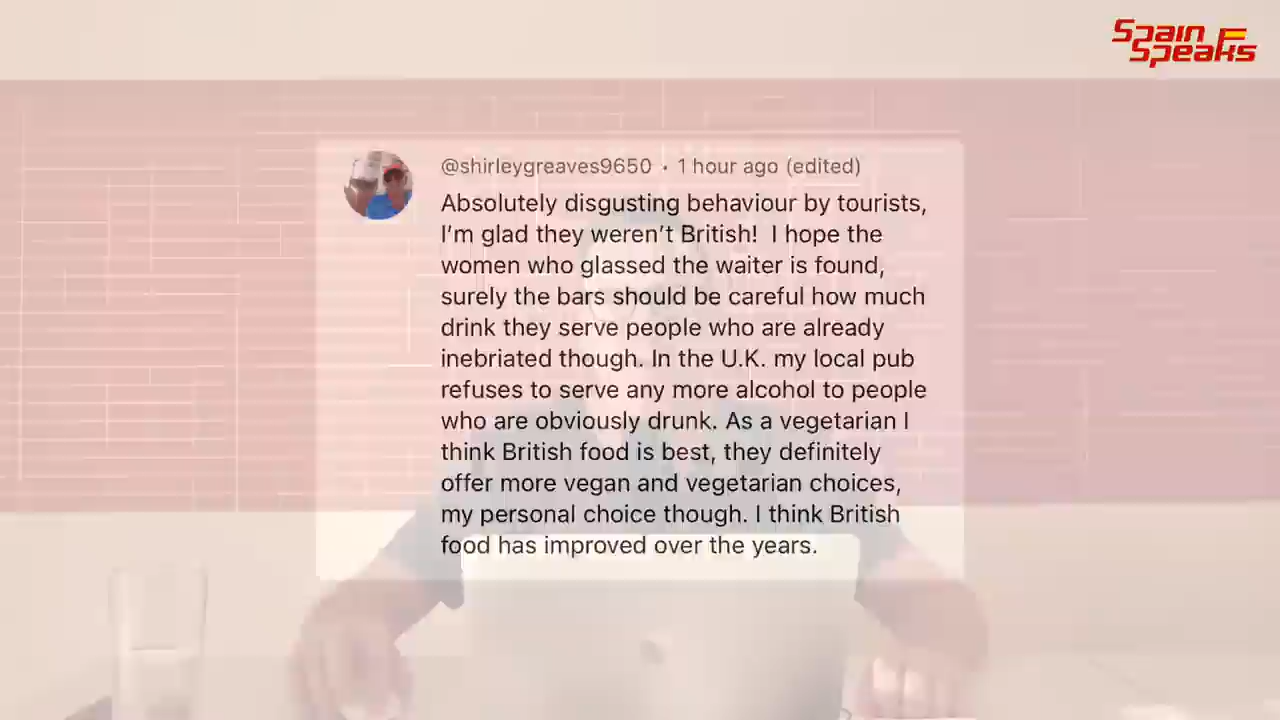 Spain
Speaks
@shirleygreaves9650 • 1 hour ago (edited)
Absolutely disgusting behaviour by tourists,
I'm glad they weren't British!  I hope the
women who glassed the waiter is found,
surely the bars should be careful how much
drink they serve people who are already
inebriated though. In the U.K. my local pub
refuses to serve any more alcohol to people
who are obviously drunk. As a vegetarian I
think British food is best, they definitely
offer more vegan and vegetarian choices,
my personal choice though. I think British
food has improved over the years.